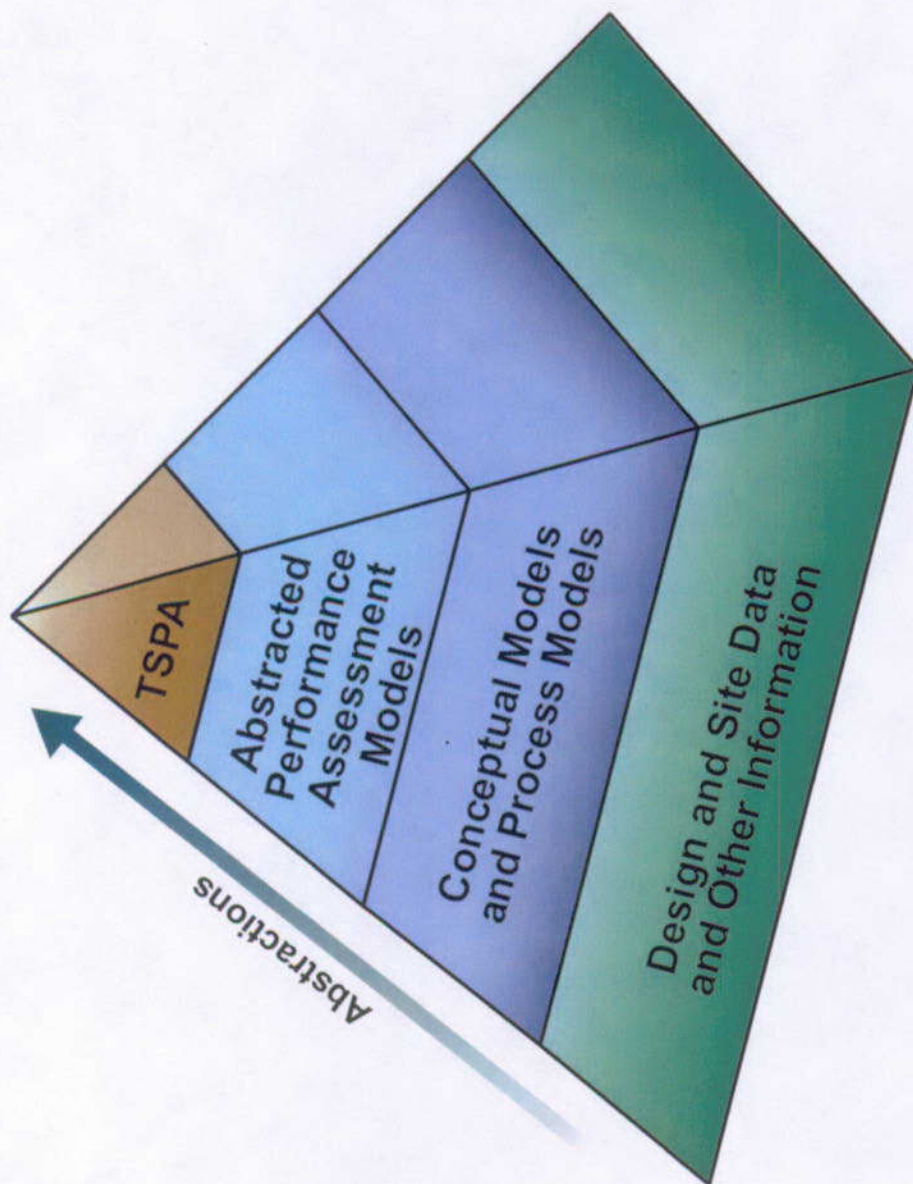 TSPA
Abstracted
Performance
Assessment
Models
Conceptual Models
and Process Models
Design and Site Data
and Other Information
Abstractions